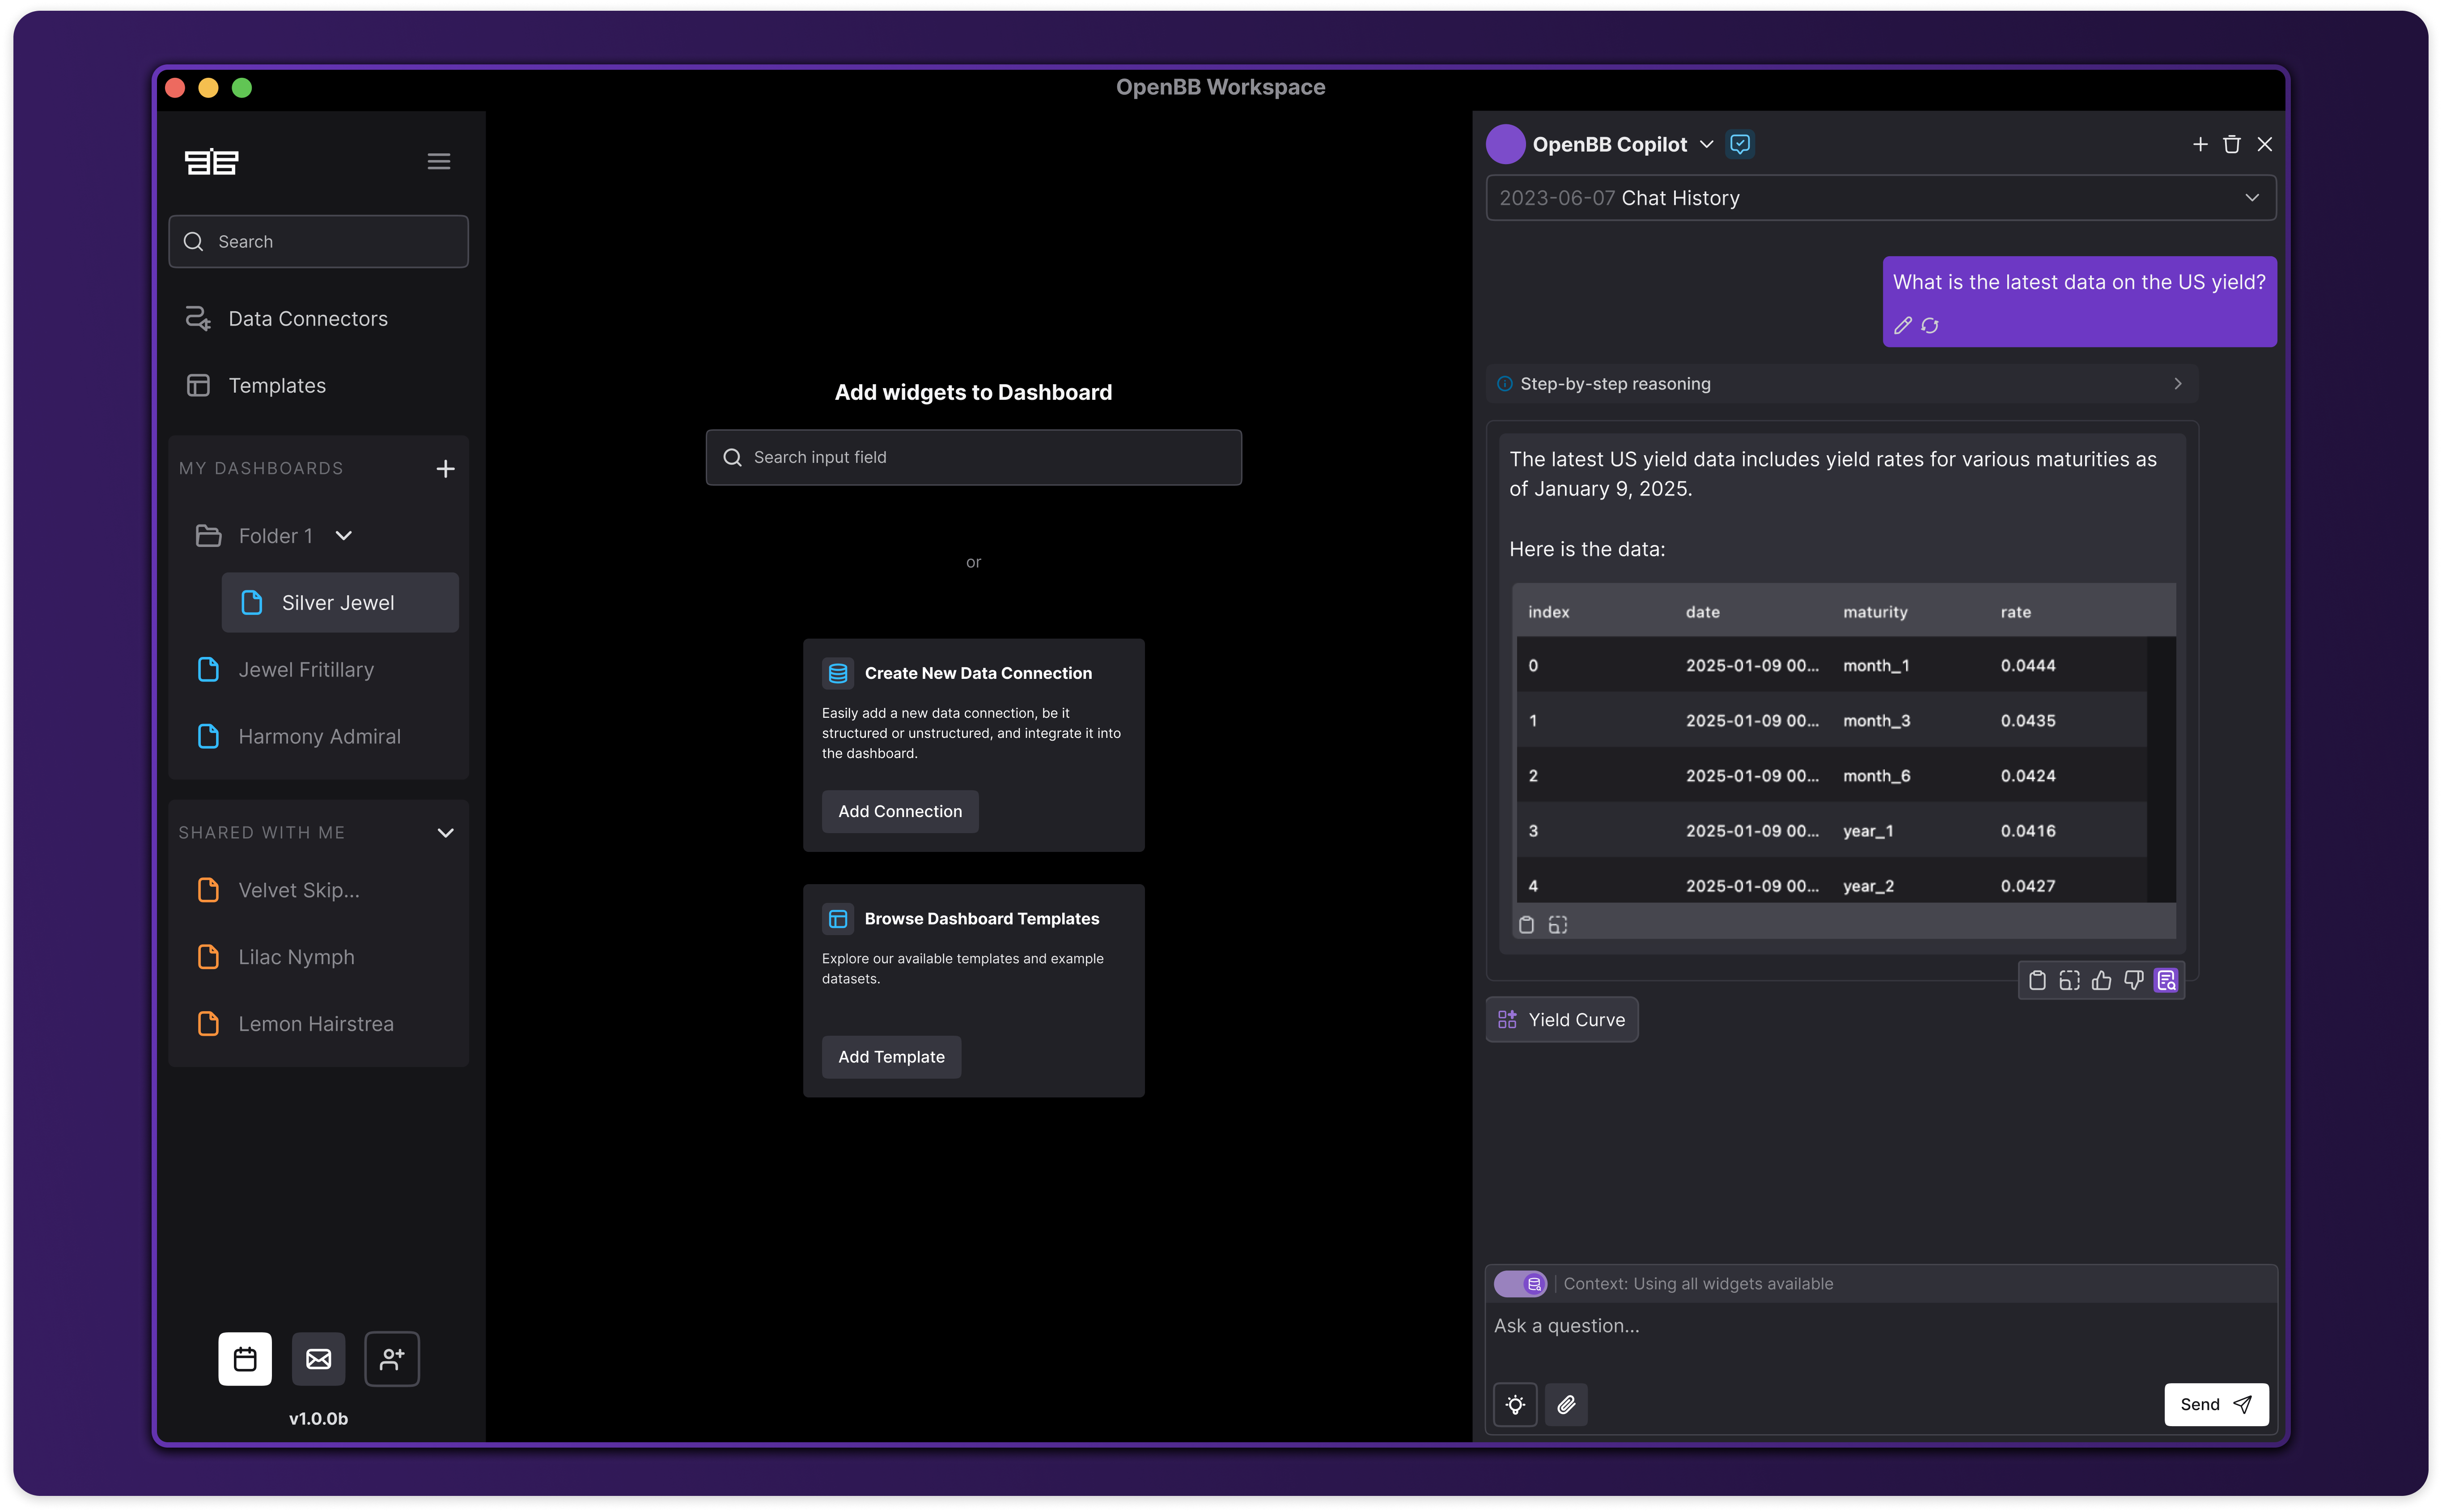 OpenBB Workspace
Search
Data Connectors
Templates
MY DASHBOARDS
Folder 1
Silver Jewel
Jewel Fritillary
Harmony Admiral
SHARED WITH ME
Velvet Skip...
Lilac Nymph
Lemon Hairstrea
v1.0.0b
Add widgets to Dashboard
Search input field
or
Create New Data Connection
Easily add a new data connection, be it
structured or unstructured, and integrate it into
the dashboard.
Add Connection
Browse Dashboard Templates
Explore our available templates and example
datasets.
Add Template
OpenBB Copilot
2023-06-07 Chat History
What is the latest data on the US yield?
Step-by-step reasoning
The latest US yield data includes yield rates for various maturities as
of January 9, 2025.
Here is the data:
index date maturity rate
0 2025-01-09 00... month_1 0.0444
1 2025-01-09 00... month_3 0.0435
2 2025-01-09 00... month_6 0.0424
3 2025-01-09 00... year_1 0.0416
4 2025-01-09 00... year_2 0.0427
Yield Curve
Context: Using all widgets available
Ask a question...
Send